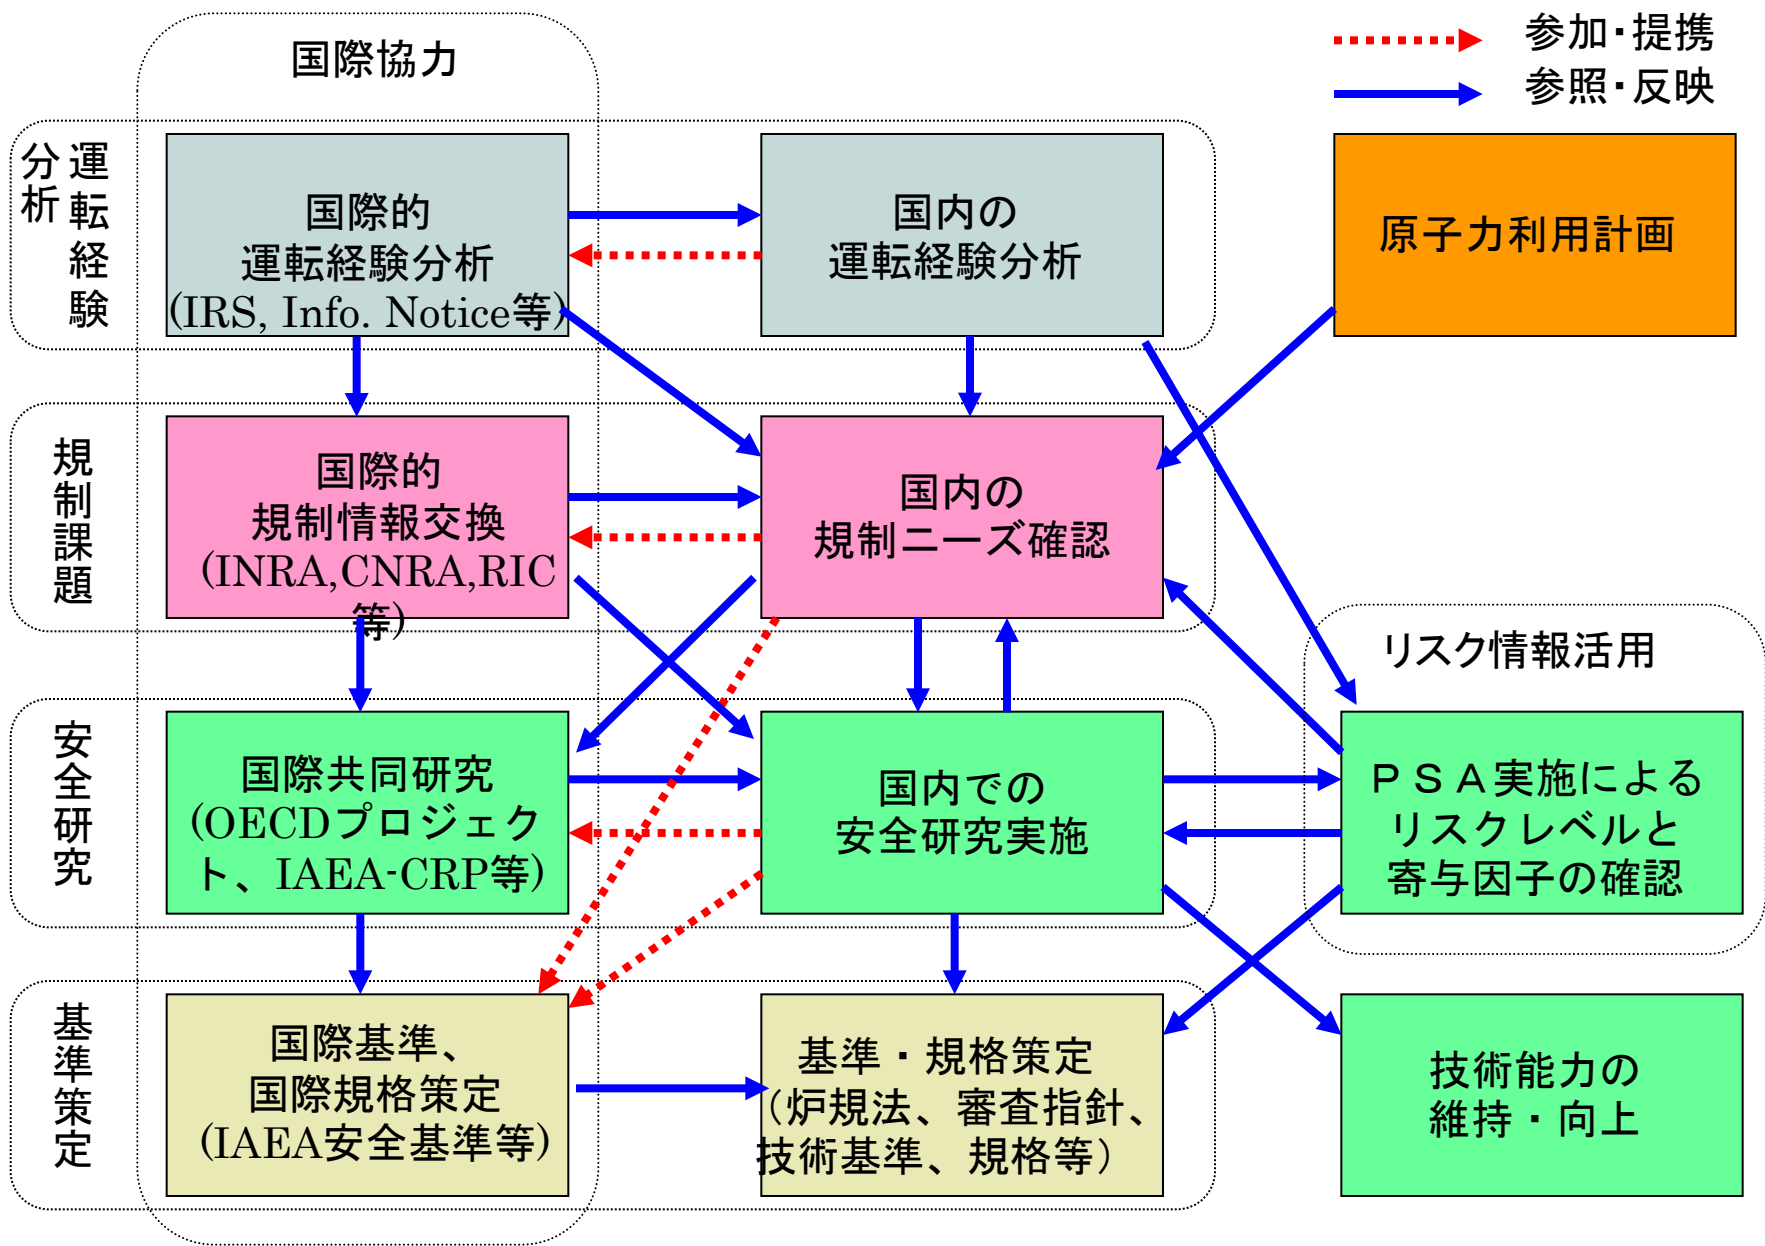 国際協力
参加・提携
参照・反映
運転経験
分析
国際的
運転経験分析
(IRS, Info. Notice等)
国内の
運転経験分析
原子力利用計画
規制課題
国際的
規制情報交換
(INRA,CNRA,RIC
等)
国内の
規制ニーズ確認
リスク情報活用
安全研究
国際共同研究
(OECDプロジェク
ト、IAEA-CRP等)
国内での
安全研究実施
ＰＳＡ実施による
リスクレベルと
寄与因子の確認
基準策定
国際基準、
国際規格策定
(IAEA安全基準等)
基準・規格策定
（炉規法、審査指針、
技術基準、規格等）
技術能力の
維持・向上